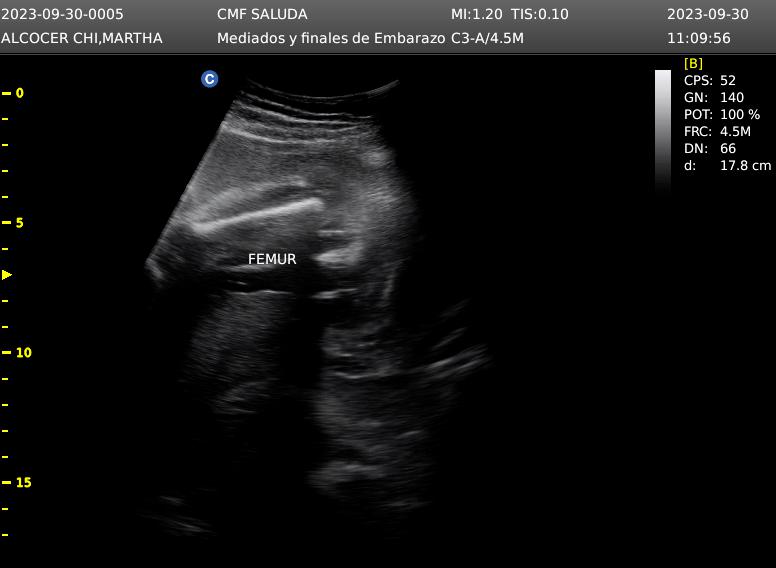 2023-09-30-0005 CMF SALUDA MI:1.20 TIS:0.10 2023-09-30
ALCOCER CHI,MARTHA Mediados y finales de Embarazo C3-A/4.5M 11:09:56
C
[B]
CPS: 52
GN: 140
POT: 100 %
FRC: 4.5M
DN: 66
d: 17.8 cm
0
5
FEMUR
10
15